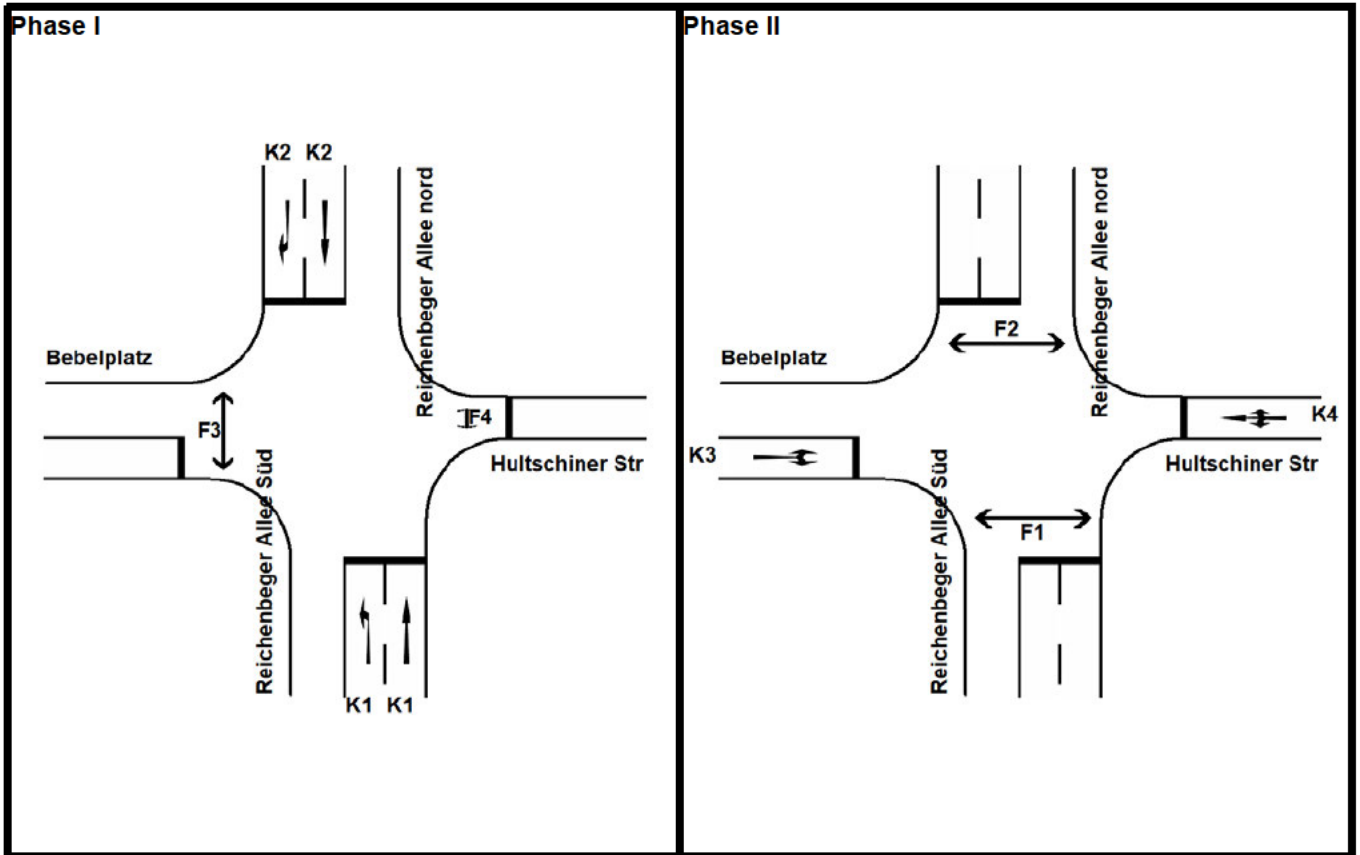 Phase I
K2 K2
Reichenbeger Allee nord
Bebelplatz
F3
F4
Hultschiner Str
Reichenbeger Allee Süd
K1 K1
Phase II
Reichenbeger Allee nord
F2
Bebelplatz
K4
K3
Hultschiner Str
Reichenbeger Allee Süd
F1